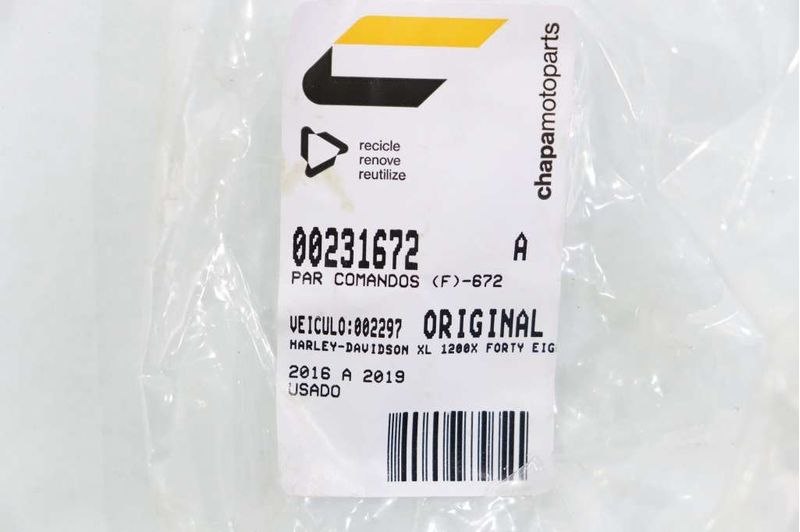 chapamotoparts
recicle
renove
reutilize
00231672 A
PAR COMANDOS (F)-672
VEICULO:002297 ORIGINAL
HARLEY-DAVIDSON XL 1200X FORTY EIG
2016 A 2019
USADO